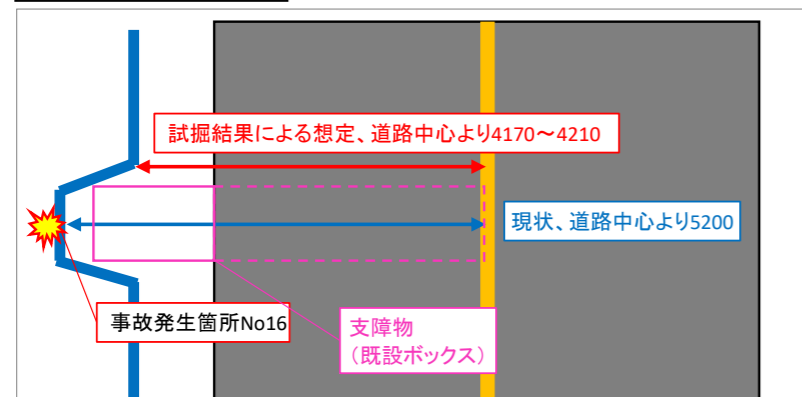 試掘結果による想定、道路中心より4170～4210
現状、道路中心より5200
事故発生箇所No16
支障物
（既設ボックス）